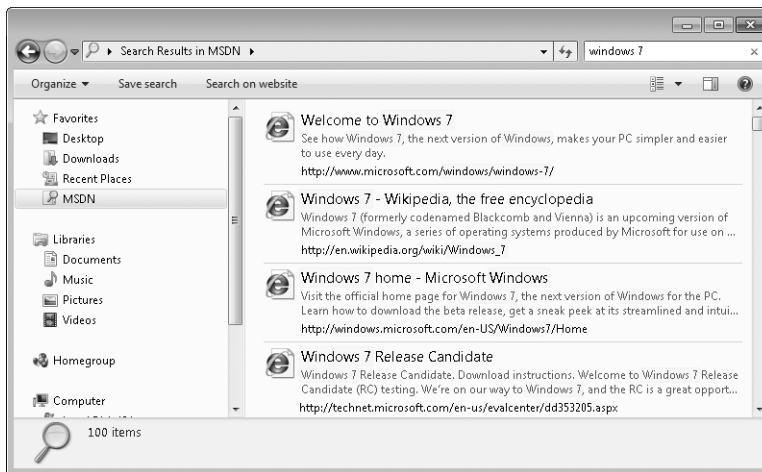 Search Results in MSDN
windows 7
Organize
Save search
Search on website
Favorites
Desktop
Downloads
Recent Places
MSDN
Libraries
Documents
Music
Pictures
Videos
Homegroup
Computer
Welcome to Windows 7
See how Windows 7, the next version of Windows, makes your PC simpler and easier
to use every day.
http://www.microsoft.com/windows/windows-7/
Windows 7 - Wikipedia, the free encyclopedia
Windows 7 (formerly codenamed Blackcomb and Vienna) is an upcoming version of
Microsoft Windows, a series of operating systems produced by Microsoft for use on ...
http://en.wikipedia.org/wiki/Windows_7
Windows 7 home - Microsoft Windows
Visit the official home page for Windows 7, the next version of Windows for the PC.
Learn how to download the beta release, get a sneak peek at its streamlined and intui...
http://windows.microsoft.com/en-US/Windows7/Home
Windows 7 Release Candidate
Windows 7 Release Candidate. Download instructions. Welcome to Windows 7 Release
Candidate (RC) testing. We're on our way to Windows 7, and the RC is a great opport...
http://technet.microsoft.com/en-us/evalcenter/dd353205.aspx
100 items